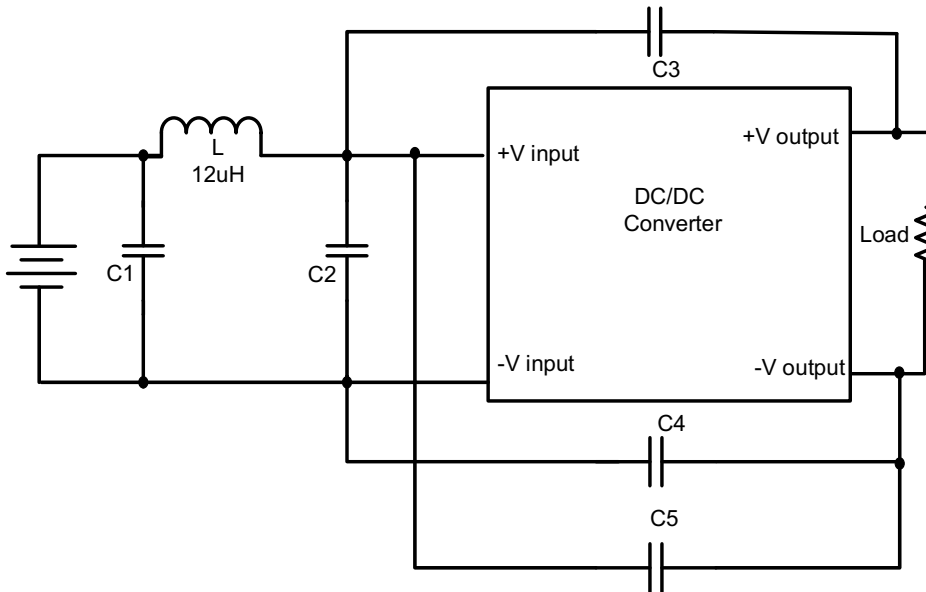 C3
L
12uH
+V input
+V output
DC/DC
Converter
Load
C1
C2
-V input
-V output
C4
C5